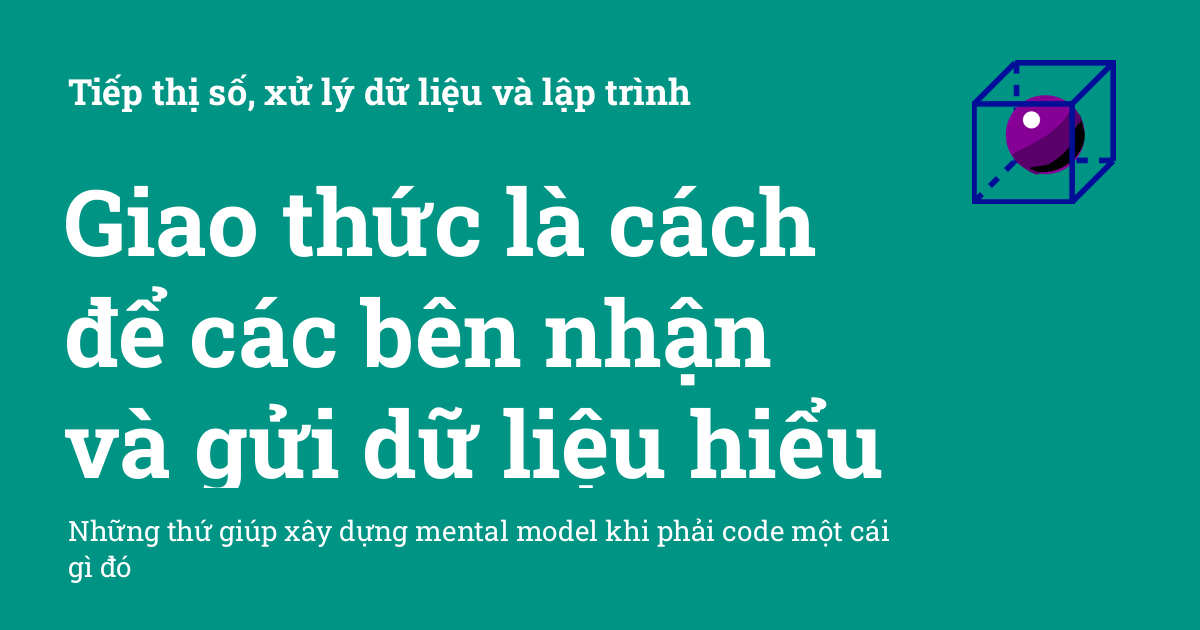 Tiếp thị số, xử lý dữ liệu và lập trình
Giao thức là cách
để các bên nhận
và gửi dữ liệu hiểu
Những thứ giúp xây dựng mental model khi phải code một cái
gì đó